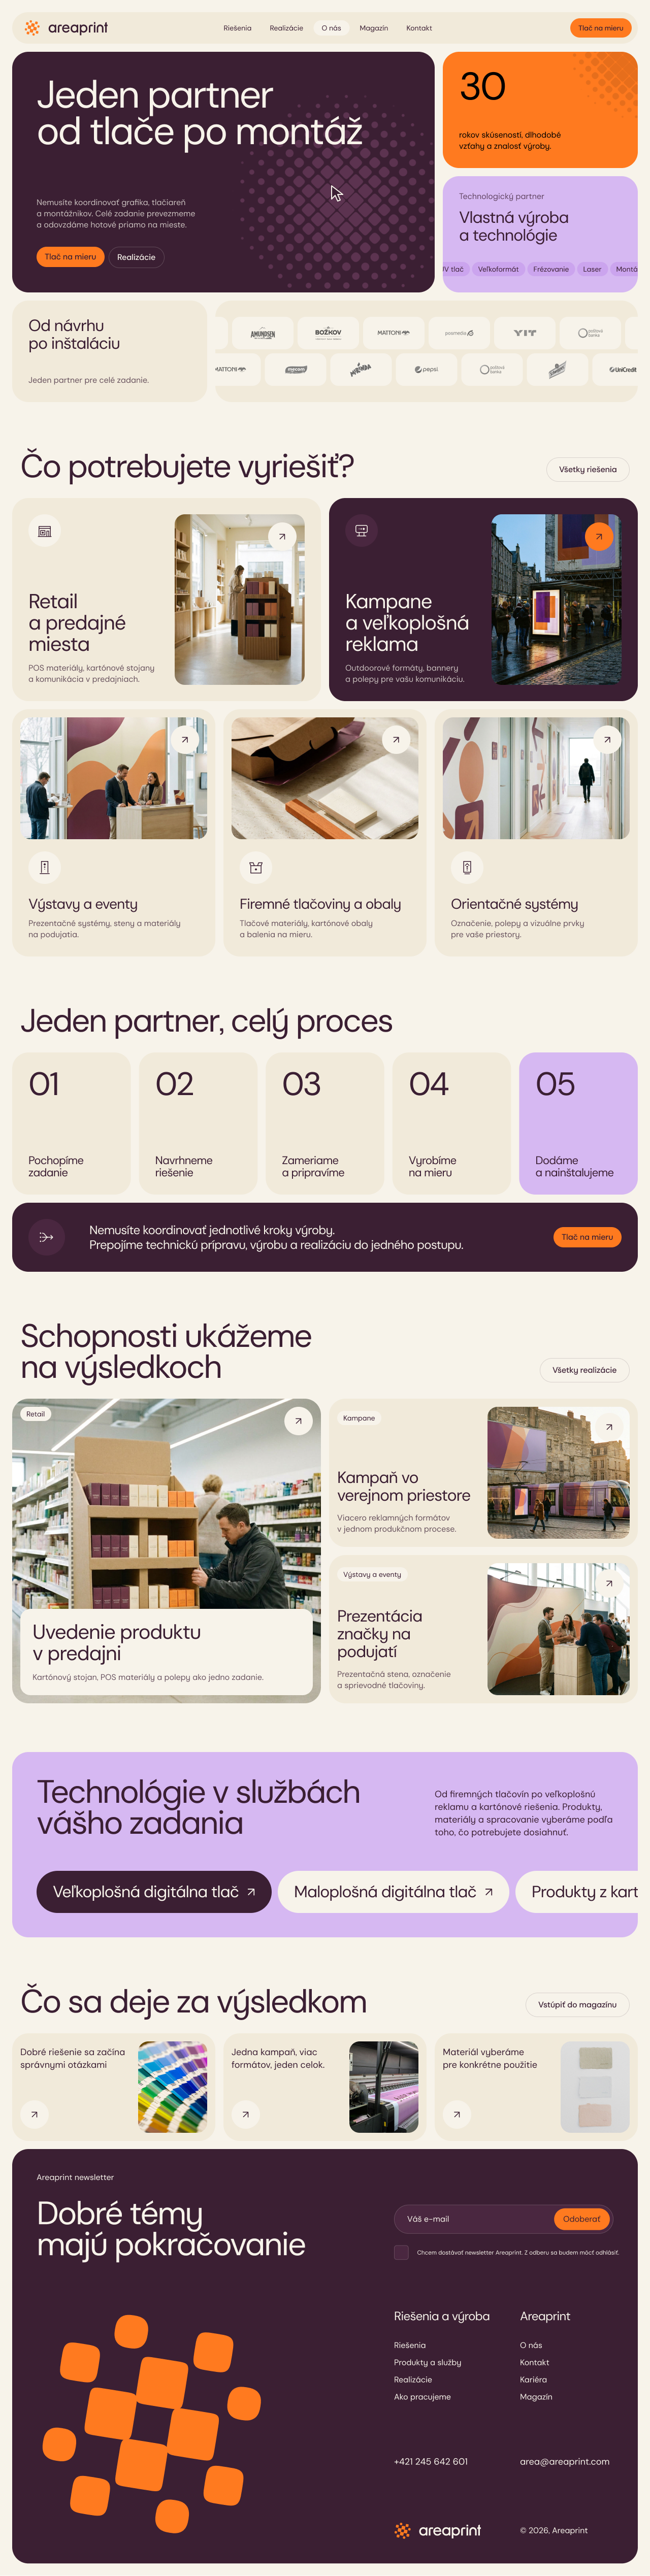 areaprint
Riešenia
Realizácie
O nás
Magazín
Kontakt
Tlač na mieru
Jeden partner
od tlače po montáž
Nemusíte koordinovať grafika, tlačiareň
a montážnikov. Celé zadanie prevezmeme
a odovzdáme hotové priamo na mieste.
Tlač na mieru
Realizácie
30
rokov skúseností, dlhodobé
vzťahy a znalosť výroby.
Technologický partner
Vlastná výroba
a technológie
UV tlač
Veľkoformát
Frézovanie
Laser
Montá
Od návrhu
po inštaláciu
Jeden partner pre celé zadanie.
AMUNDSEN
BOŽKOV
MATTONI
YIT
poštová
banka
MATTONI
pepsi
poštová
banka
UniCredit
Čo potrebujete vyriešiť?
Všetky riešenia
Retail
a predajné
miesta
POS materiály, kartónové stojany
a komunikácia v predajniach.
Kampane
a veľkoplošná
reklama
Outdoorové formáty, bannery
a polepy pre vašu komunikáciu.
Výstavy a eventy
Prezentačné systémy, steny a materiály
na podujatia.
Firemné tlačoviny a obaly
Tlačové materiály, kartónové obaly
a balenia na mieru.
Orientačné systémy
Označenie, polepy a vizuálne prvky
pre vaše priestory.
Jeden partner, celý proces
01
Pochopíme
zadanie
02
Navrhneme
riešenie
03
Zameriame
a pripravíme
04
Vyrobíme
na mieru
05
Dodáme
a nainštalujeme
Nemusíte koordinovať jednotlivé kroky výroby.
Prepojíme technickú prípravu, výrobu a realizáciu do jedného postupu.
Tlač na mieru
Schopnosti ukážeme
na výsledkoch
Všetky realizácie
Retail
Uvedenie produktu
v predajni
Kartónový stojan, POS materiály a polepy ako jedno zadanie.
Kampane
Kampaň vo
verejnom priestore
Viacero reklamných formátov
v jednom produkčnom procese.
Výstavy a eventy
Prezentácia
značky na
podujatí
Prezentačná stena, označenie
a sprievodné tlačoviny.
Technológie v službách
vášho zadania
Od firemných tlačovín po veľkoplošnú
reklamu a kartónové riešenia. Produkty,
materiály a spracovanie vyberáme podľa
toho, čo potrebujete dosiahnuť.
Veľkoplošná digitálna tlač
Maloplošná digitálna tlač
Produkty z kart
Čo sa deje za výsledkom
Vstúpiť do magazínu
Dobré riešenie sa začína
správnymi otázkami
Jedna kampaň, viac
formátov, jeden celok.
Materiál vyberáme
pre konkrétne použitie
Areaprint newsletter
Dobré témy
majú pokračovanie
Váš e-mail
Odoberať
Chcem dostávať newsletter Areaprint. Z odberu sa budem môcť odhlásiť.
Riešenia a výroba
Riešenia
Produkty a služby
Realizácie
Ako pracujeme
Areaprint
O nás
Kontakt
Kariéra
Magazín
+421 245 642 601
area@areaprint.com
areaprint
© 2026, Areaprint